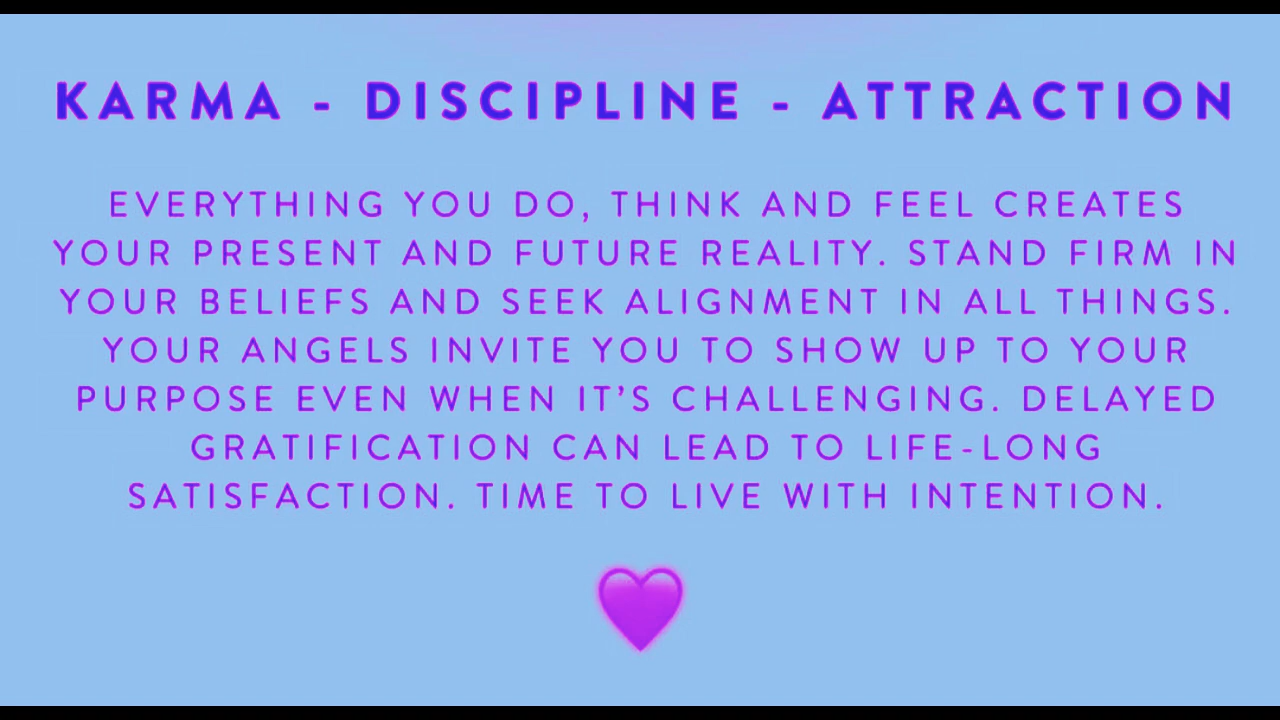 KARMA - DISCIPLINE - ATTRACTION
EVERYTHING YOU DO, THINK AND FEEL CREATES
YOUR PRESENT AND FUTURE REALITY. STAND FIRM IN
YOUR BELIEFS AND SEEK ALIGNMENT IN ALL THINGS.
YOUR ANGELS INVITE YOU TO SHOW UP TO YOUR
PURPOSE EVEN WHEN IT’S CHALLENGING. DELAYED
GRATIFICATION CAN LEAD TO LIFE-LONG
SATISFACTION. TIME TO LIVE WITH INTENTION.